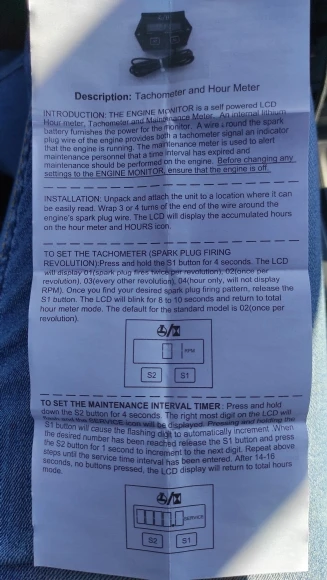 Description: Tachometer and Hour Meter
INTRODUCTION: THE ENGINE MONITOR is a self powered LCD
Hour meter, Tachometer and Maintenance Meter. An internal lithium
battery furnishes the power for the monitor. A wire around the spark
plug wire of the engine provides both a tachometer signal an indicator
that the engine is running. The maintenance meter is used to alert
maintenance personnel that a time interval has expired and
maintenance should be performed on the engine. Before changing any
settings to the ENGINE MONITOR, ensure that the engine is off.
INSTALLATION: Unpack and attach the unit to a location where it can
be easily read. Wrap 3 or 4 turns of the end of the wire around the
engine's spark plug wire. The LCD will display the accumulated hours
on the hour meter and HOURS icon.
TO SET THE TACHOMETER (SPARK PLUG FIRING
REVOLUTION):Press and hold the S1 button for 4 seconds. The LCD
will display 01(spark plug fires twice per revolution), 02(once per
revolution). 03(every other revolution), 04(hour only, will not display
RPM). Once you find your desired spark plug firing pattern, release the
S1 button. The LCD will blink for 8 to 10 seconds and return to total
hour meter mode. The default for the standard model is 02(once per
revolution).
RPM
S2 S1
TO SET THE MAINTENANCE INTERVAL TIMER : Press and hold
down the S2 button for 4 seconds. The right most digit on the LCD will
flash and the SERVICE icon will be displayed. Pressing and holding the
S1 button will cause the flashing digit to automatically increment .When
the desired number has been reached release the S1 button and press
the S2 button for 1 second to increment to the next digit. Repeat above
steps until the service time interval has been entered. After 14-16
seconds, no buttons pressed, the LCD display will return to total hours
mode.
SERVICE
S2 S1